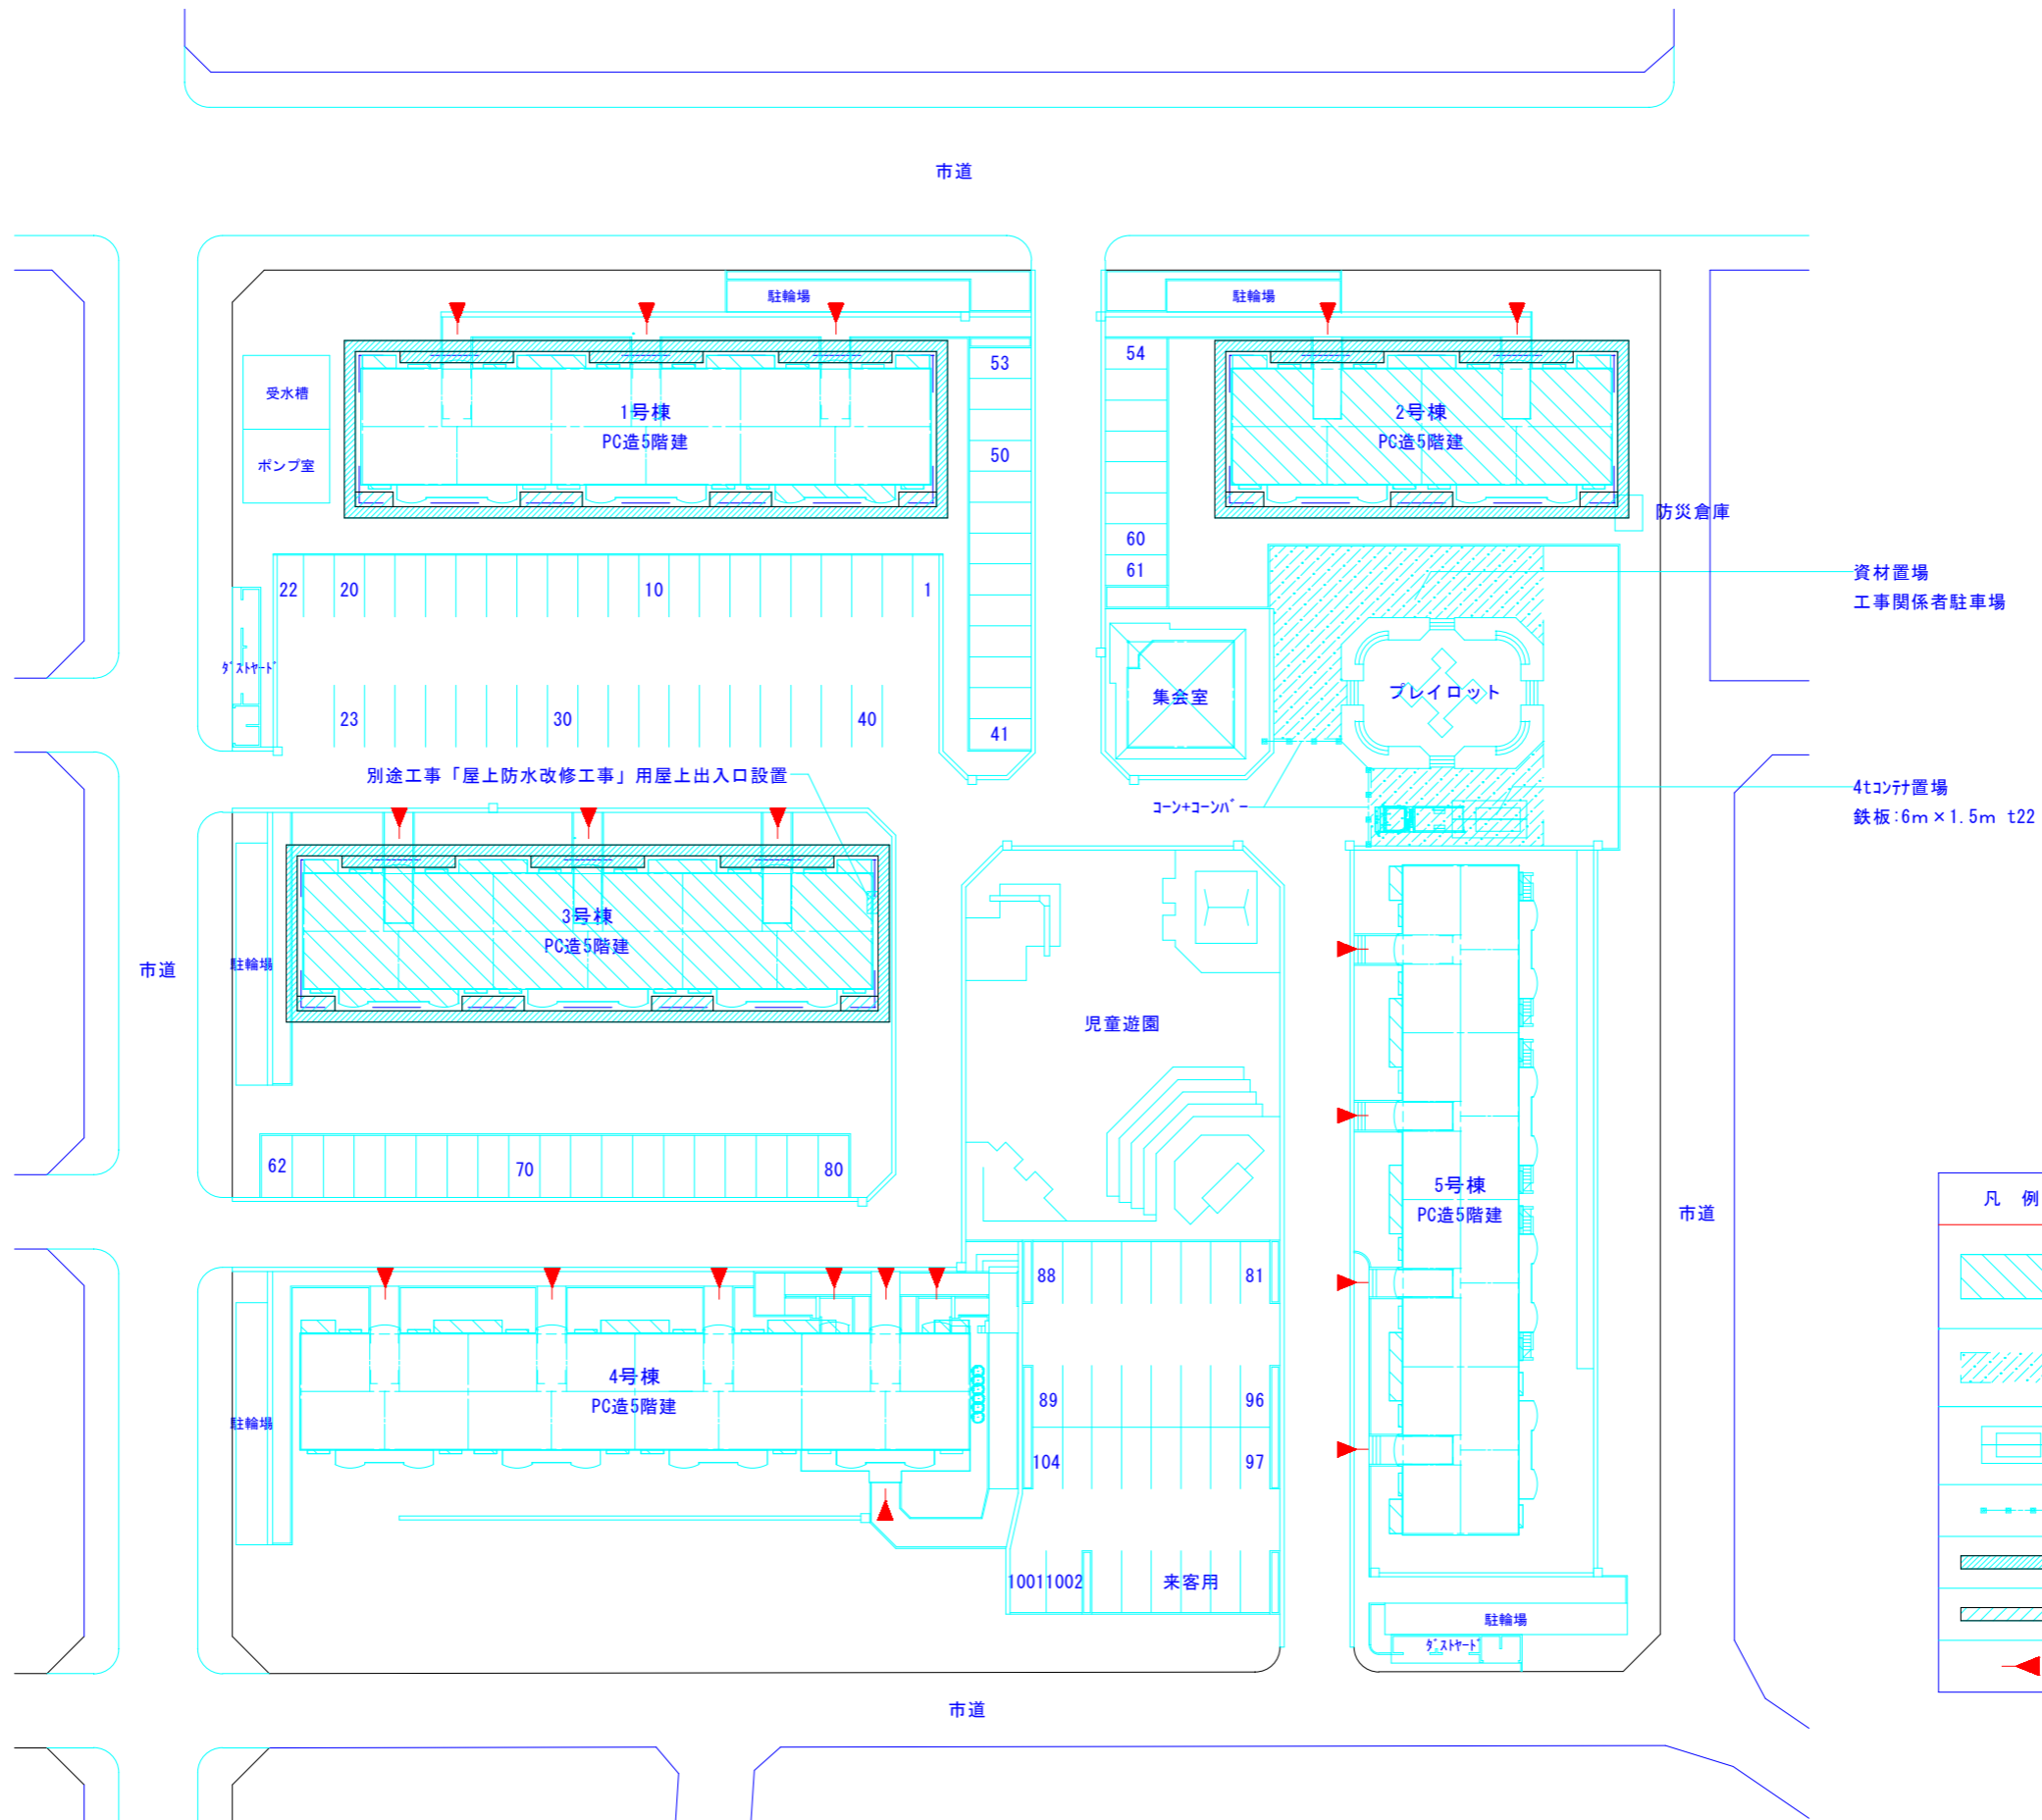 市道
駐輪場
駐輪場
53
54
受水槽
1号棟
2号棟
PC造5階建
PC造5階建
50
ポンプ室
防災倉庫
60
61
資材置場
工事関係者駐車場
22
20
10
1
ﾀﾞｽﾄﾔｰﾄﾞ
集会室
プレイロット
23
30
40
41
別途工事「屋上防水改修工事」用屋上出入口設置
4tｺﾝﾃﾅ置場
鉄板:6m×1.5m t22
ｺｰﾝ+ｺｰﾝﾊﾞｰ
3号棟
PC造5階建
市道
駐輪場
児童遊園
62
70
80
5号棟
PC造5階建
市道
凡 例
88
81
4号棟
PC造5階建
89
96
駐輪場
104
97
1001
1002
来客用
駐輪場
ﾀﾞｽﾄﾔｰﾄﾞ
市道